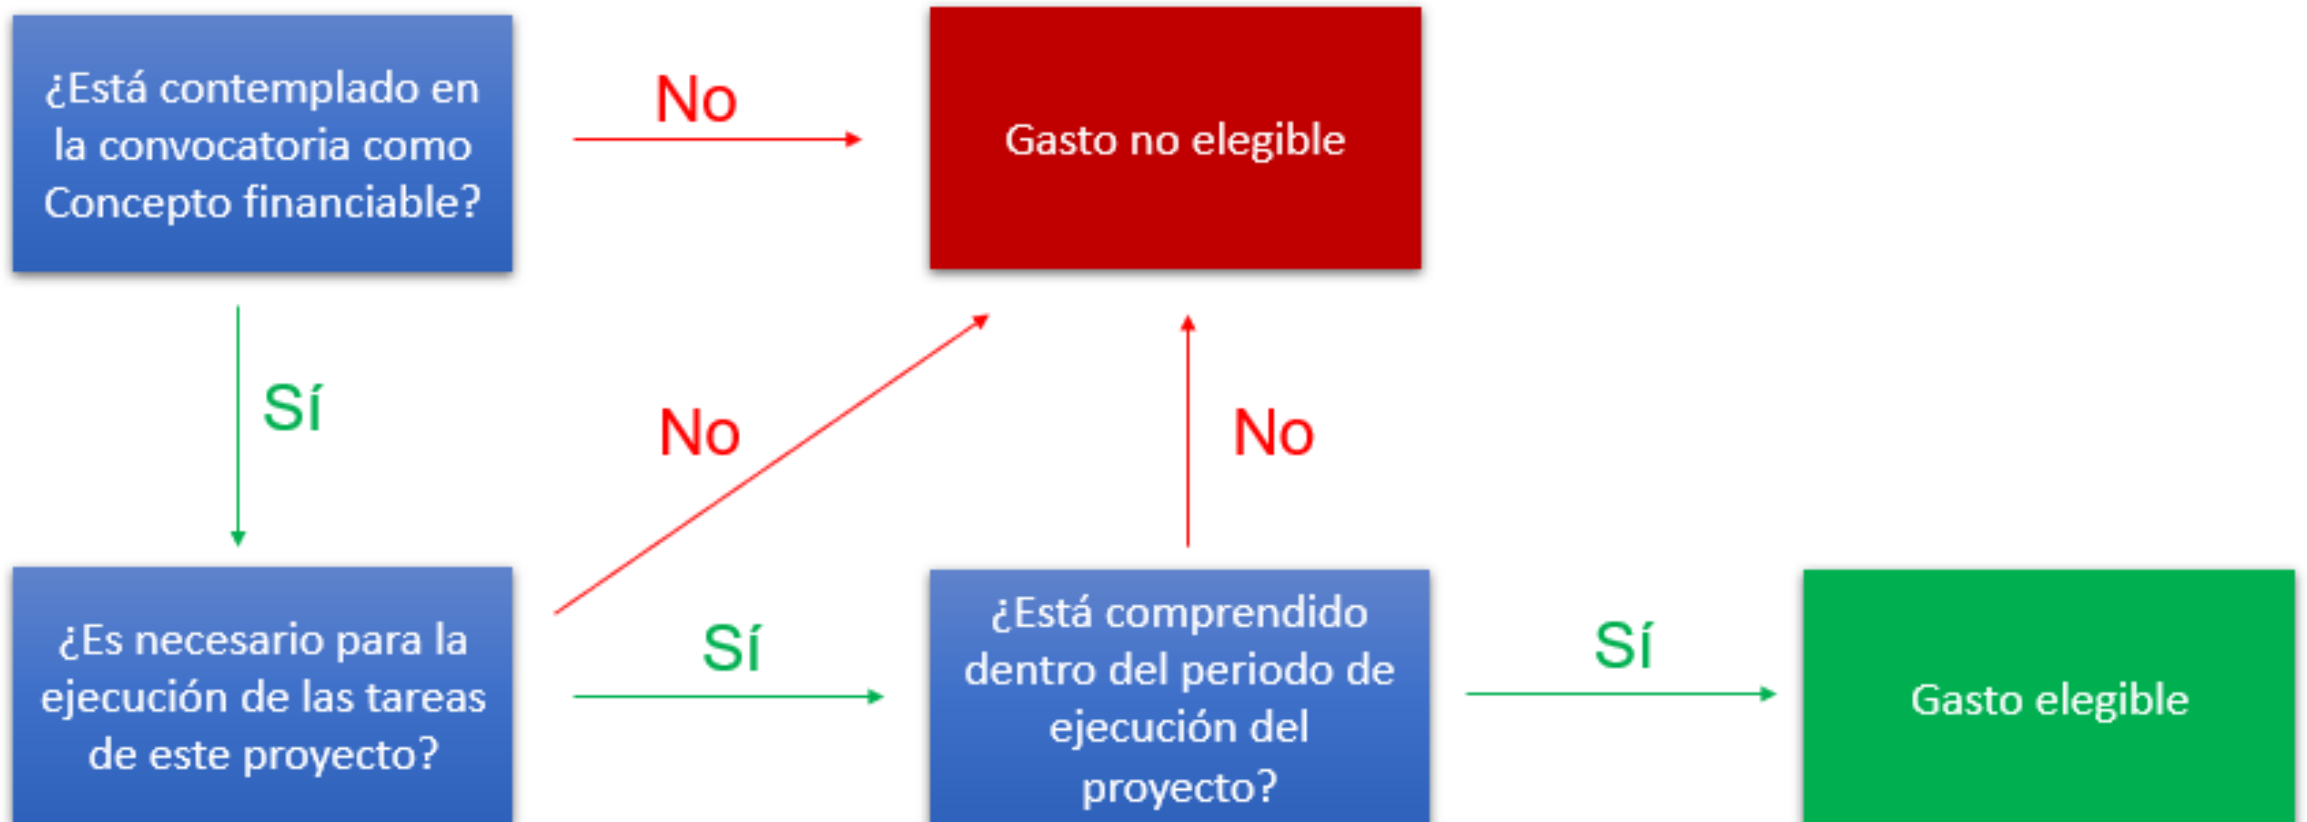 ¿Está contemplado en
la convocatoria como
Concepto financiable?
No
Gasto no elegible
Sí
No
No
¿Es necesario para la
ejecución de las tareas
de este proyecto?
Sí
¿Está comprendido
dentro del periodo de
ejecución del
proyecto?
Sí
Gasto elegible